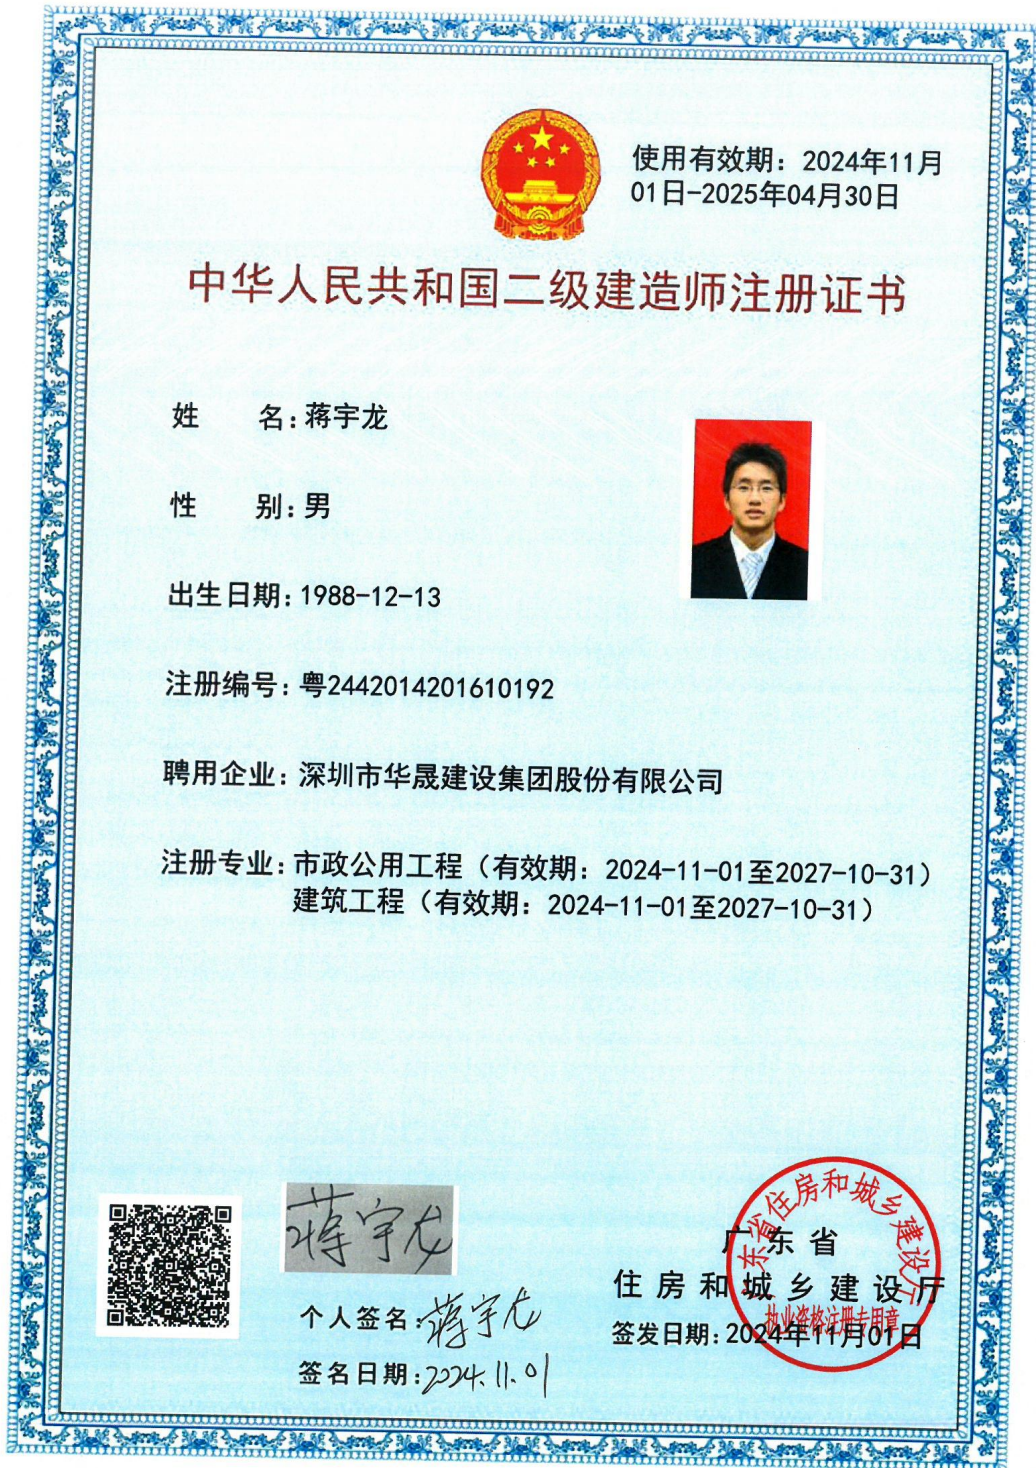 使用有效期：2024年11月
01日-2025年04月30日
中华人民共和国二级建造师注册证书
姓 名：蒋宇龙
性 别：男
出生日期：1988-12-13
注册编号：粤2442014201610192
聘用企业：深圳市华晟建设集团股份有限公司
注册专业：市政公用工程（有效期：2024-11-01至2027-10-31）
建筑工程（有效期：2024-11-01至2027-10-31）
蒋宇龙
个人签名：蒋宇龙
签名日期：2024.11.01
广东省住房和城乡建设厅
执业资格注册专用章
广东省
住房和城乡建设厅
签发日期：2024年11月01日